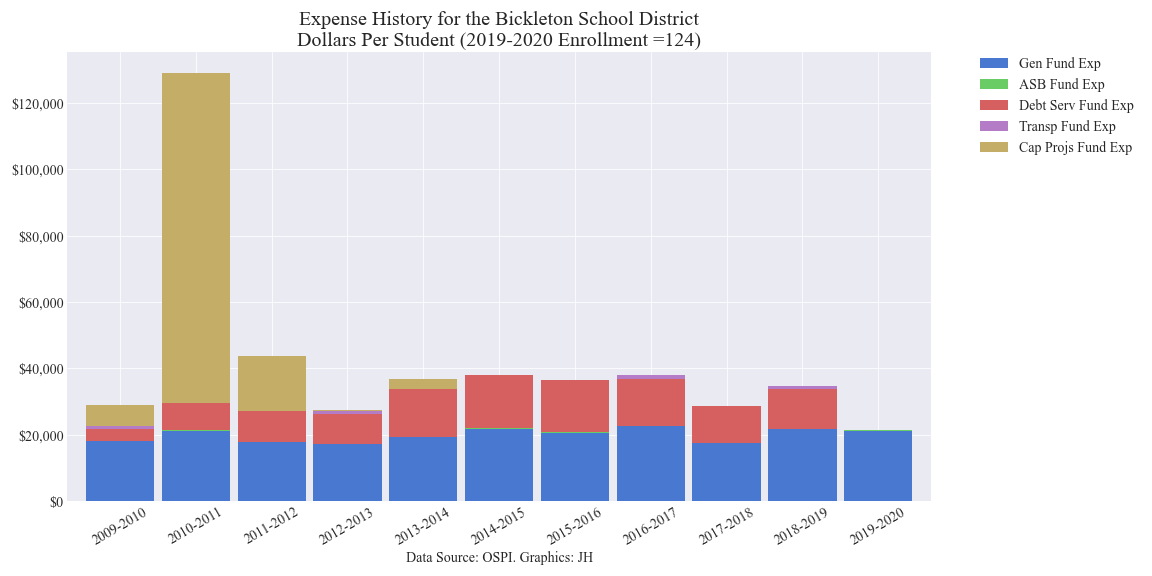 Expense History for the Bickleton School District
Dollars Per Student (2019-2020 Enrollment =124)
Gen Fund Exp
ASB Fund Exp
Debt Serv Fund Exp
Transp Fund Exp
Cap Projs Fund Exp
$120,000
$100,000
$80,000
$60,000
$40,000
$20,000
$0
2009-2010
2010-2011
2011-2012
2012-2013
2013-2014
2014-2015
2015-2016
2016-2017
2017-2018
2018-2019
2019-2020
Data Source: OSPI. Graphics: JH